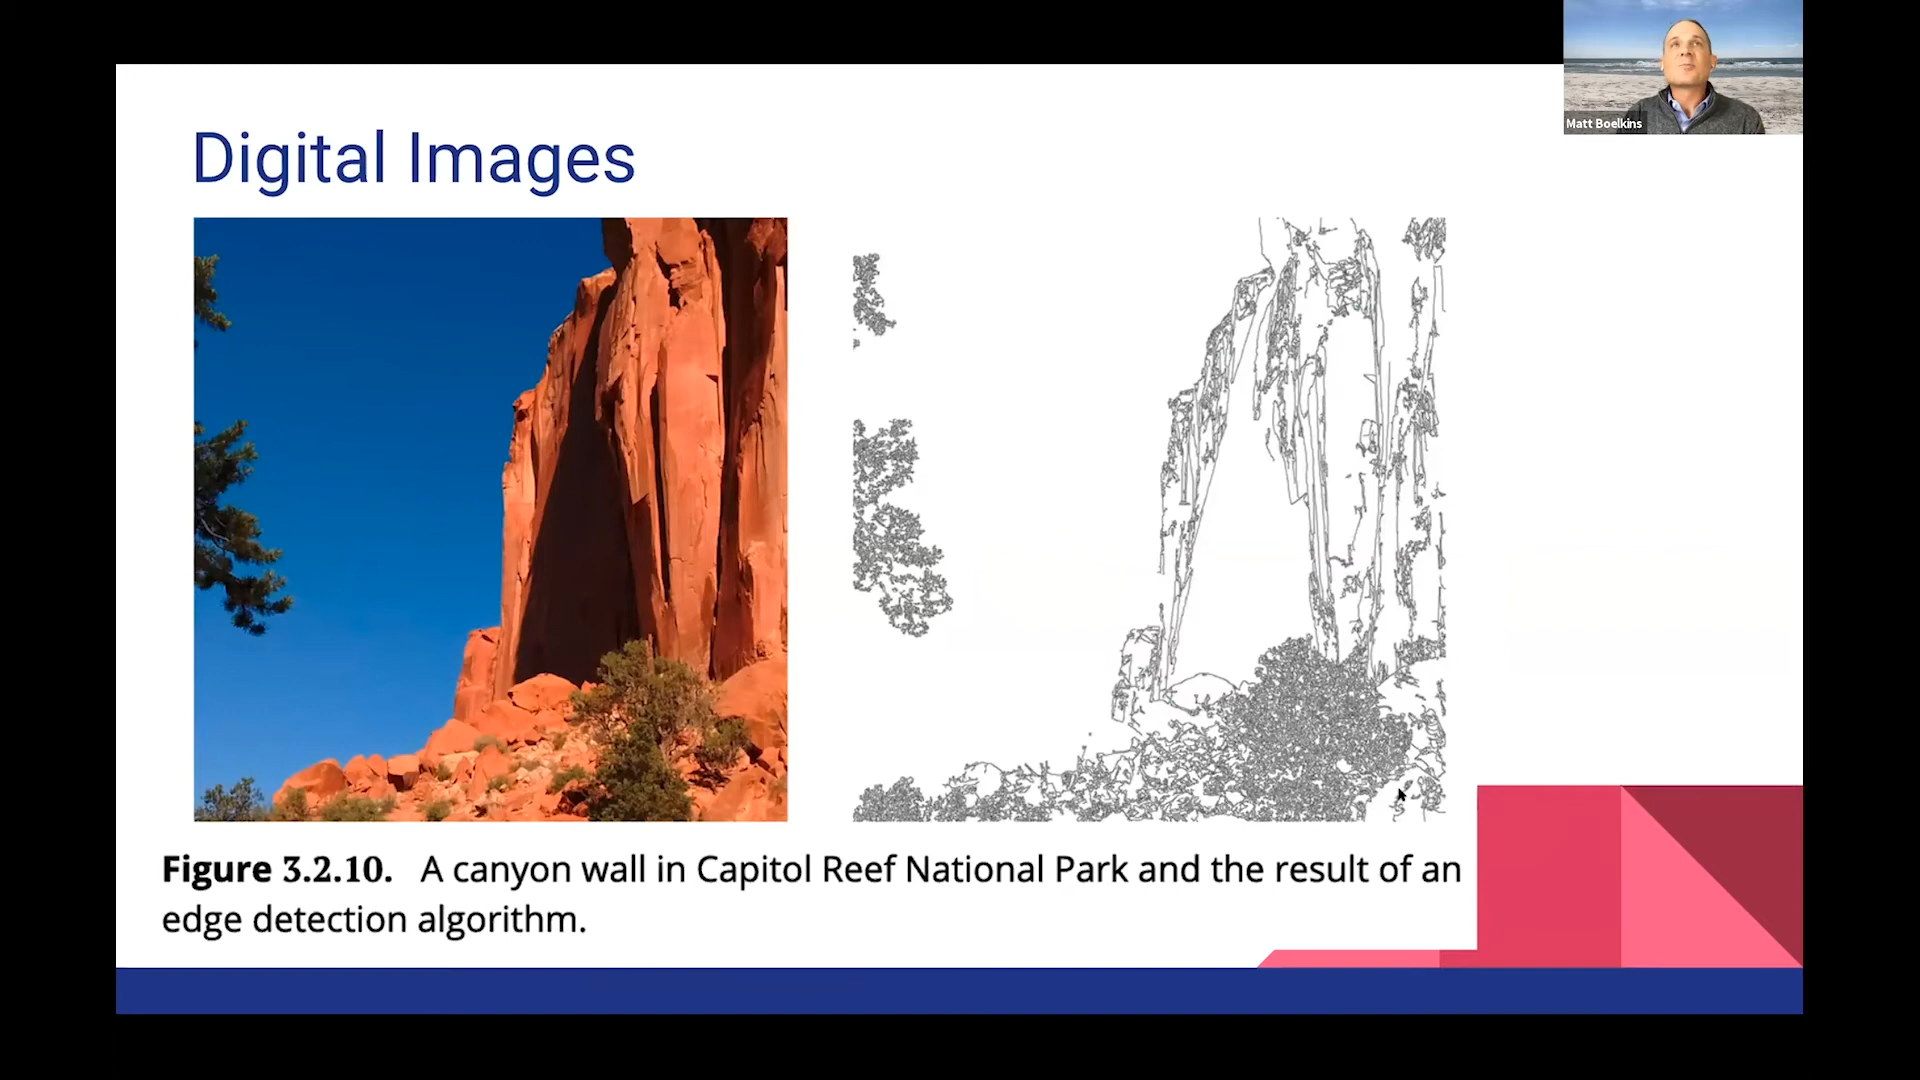 Matt Boelkins
Digital Images
Figure 3.2.10. A canyon wall in Capitol Reef National Park and the result of an
edge detection algorithm.